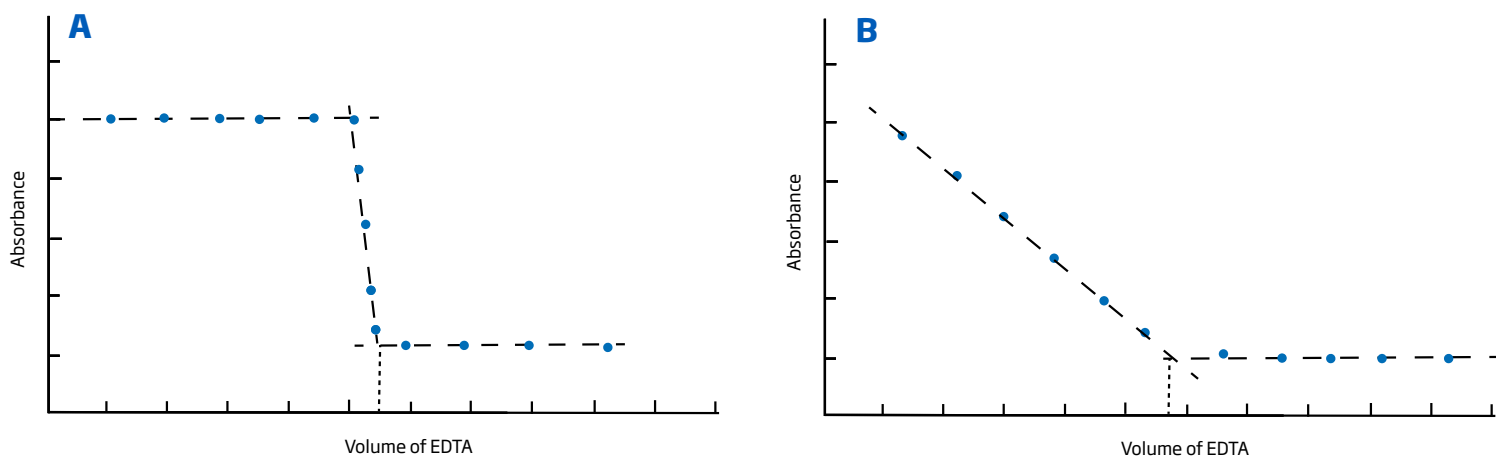 A
Absorbance
Volume of EDTA
B
Absorbance
Volume of EDTA